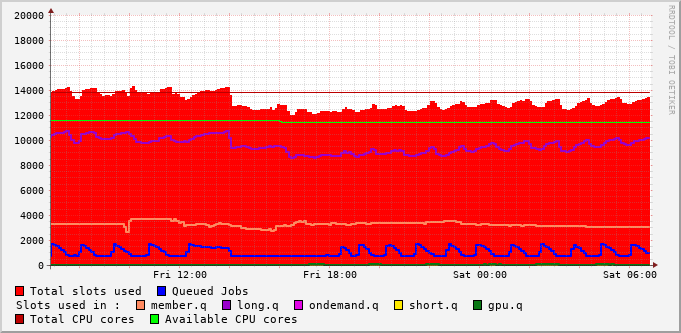 20000
18000
16000
14000
12000
10000
8000
6000
4000
2000
0
Fri 12:00 Fri 18:00 Sat 00:00 Sat 06:00
RRDTOOL / TOBI OETIKER
Total slots used Queued Jobs
Slots used in : member.q long.q ondemand.q short.q gpu.q
Total CPU cores Available CPU cores